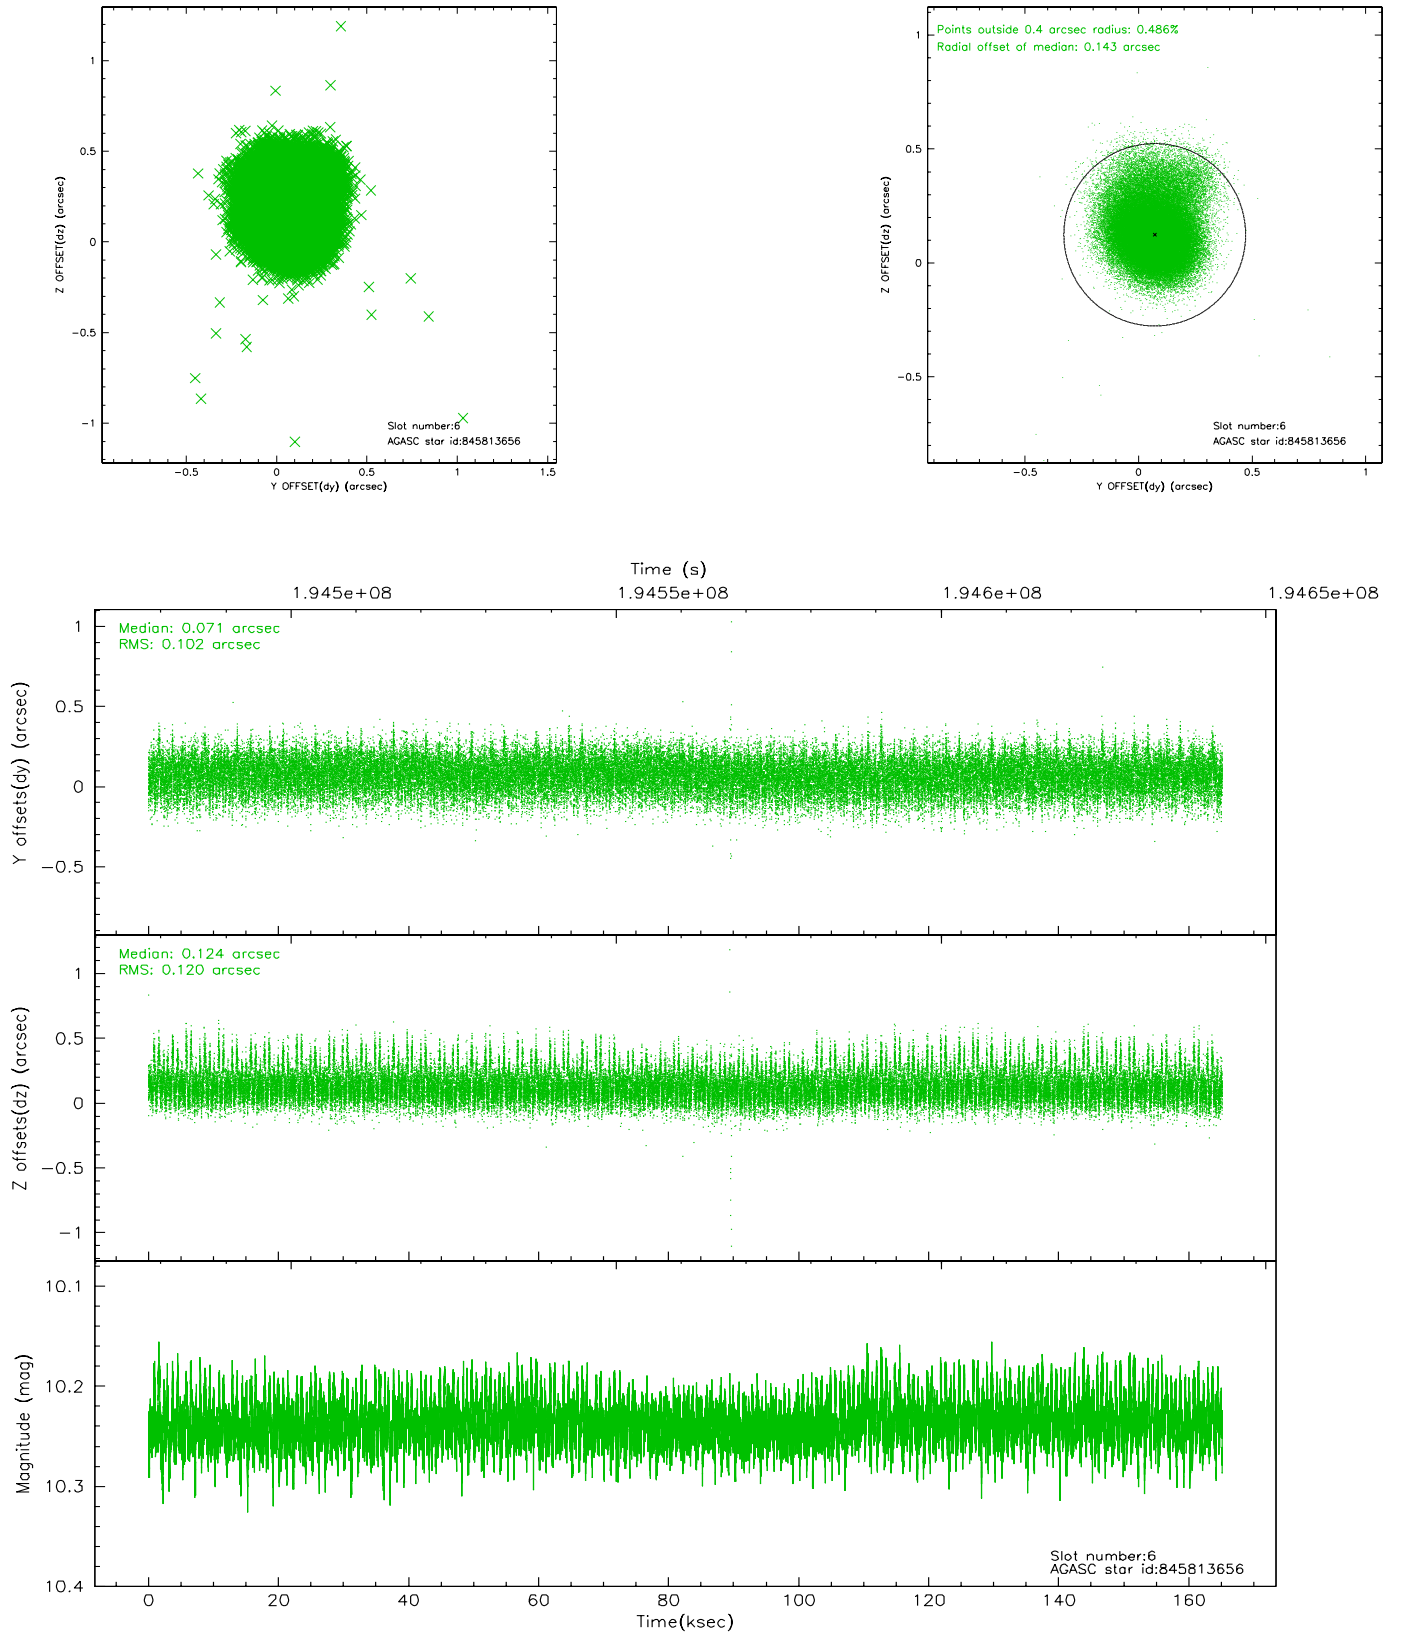 1
0.5
0
−0.5
−1
−0.5
0
0.5
1
1.5
Z OFFSET(dz) (arcsec)
Y OFFSET(dy) (arcsec)
Slot number:6
AGASC star id:845813656
Points outside 0.4 arcsec radius: 0.486%
Radial offset of median: 0.143 arcsec
1
0.5
0
−0.5
−0.5
0
0.5
1
Z OFFSET(dz) (arcsec)
Y OFFSET(dy) (arcsec)
Slot number:6
AGASC star id:845813656
Time (s)
1.945e+08
1.9455e+08
1.946e+08
1.9465e+08
Median: 0.071 arcsec
RMS: 0.102 arcsec
1
0.5
0
−0.5
Y offsets(dy) (arcsec)
Median: 0.124 arcsec
RMS: 0.120 arcsec
1
0.5
0
−0.5
−1
Z offsets(dz) (arcsec)
10.1
10.2
10.3
10.4
Magnitude (mag)
Slot number:6
AGASC star id:845813656
0
20
40
60
80
100
120
140
160
Time(ksec)